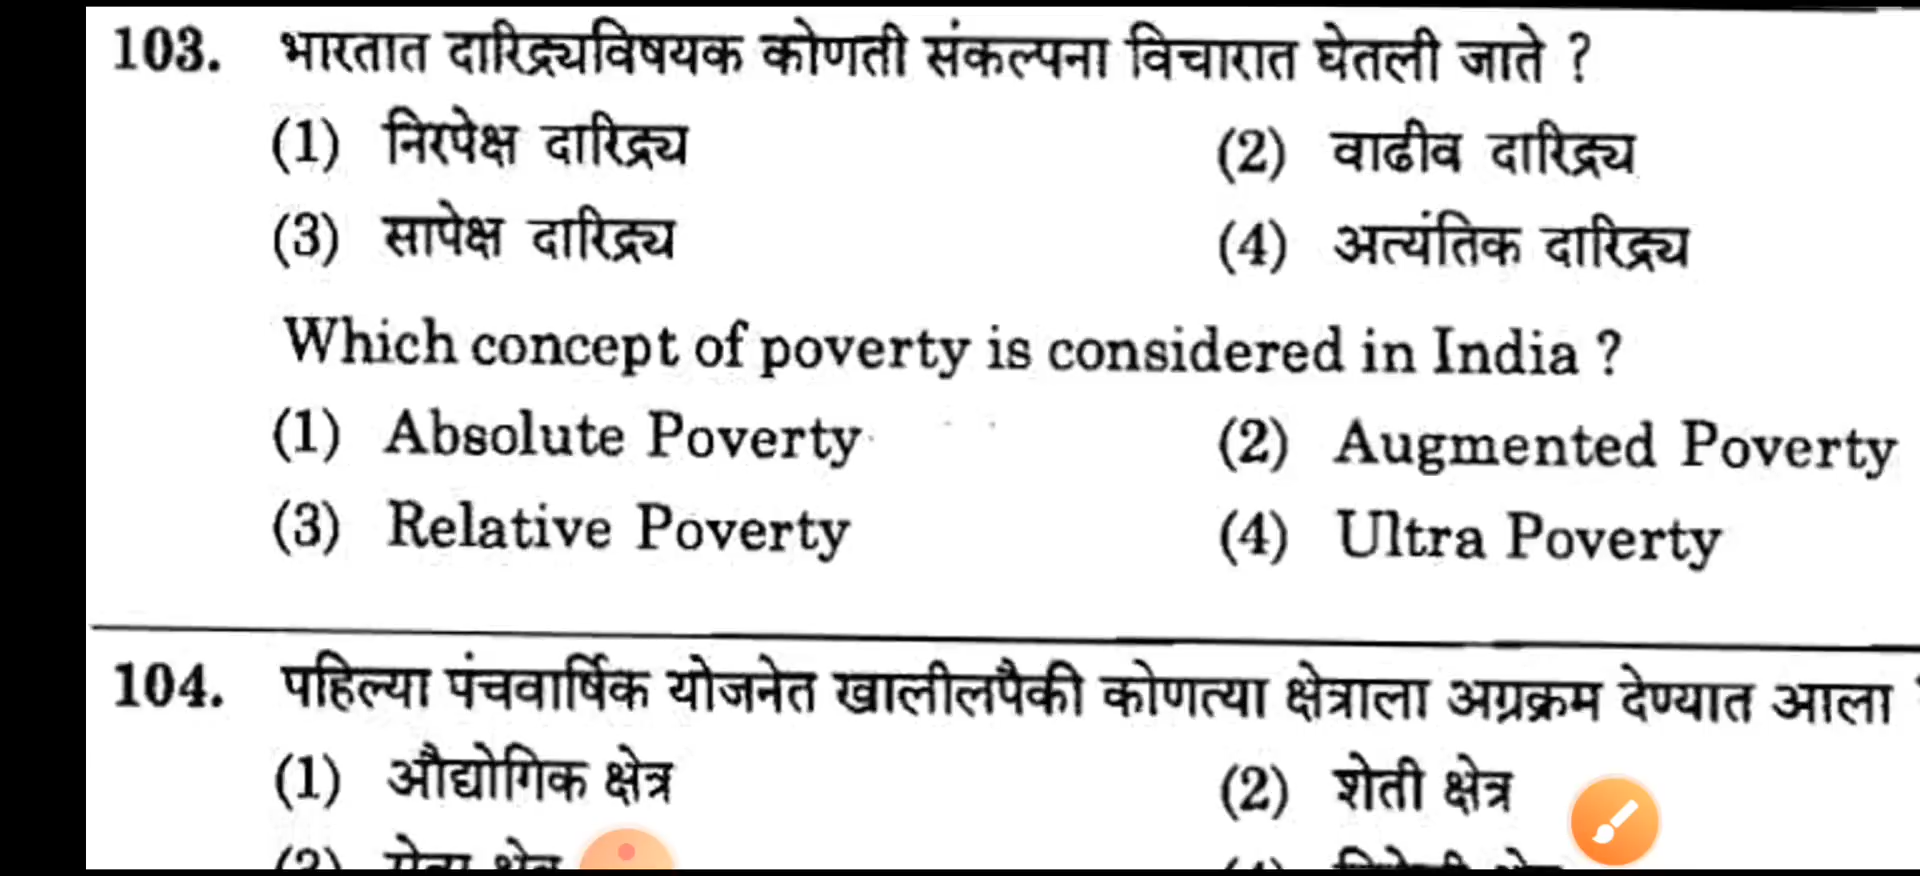 103. भारतात दारिद्र्यविषयक कोणती संकल्पना विचारात घेतली जाते ?
(1) निरपेक्ष दारिद्र्य (2) वाढीव दारिद्र्य
(3) सापेक्ष दारिद्र्य (4) अत्यंतिक दारिद्र्य
Which concept of poverty is considered in India ?
(1) Absolute Poverty (2) Augmented Poverty
(3) Relative Poverty (4) Ultra Poverty
104. पहिल्या पंचवार्षिक योजनेत खालीलपैकी कोणत्या क्षेत्राला अग्रक्रम देण्यात आला
(1) औद्योगिक क्षेत्र (2) शेती क्षेत्र